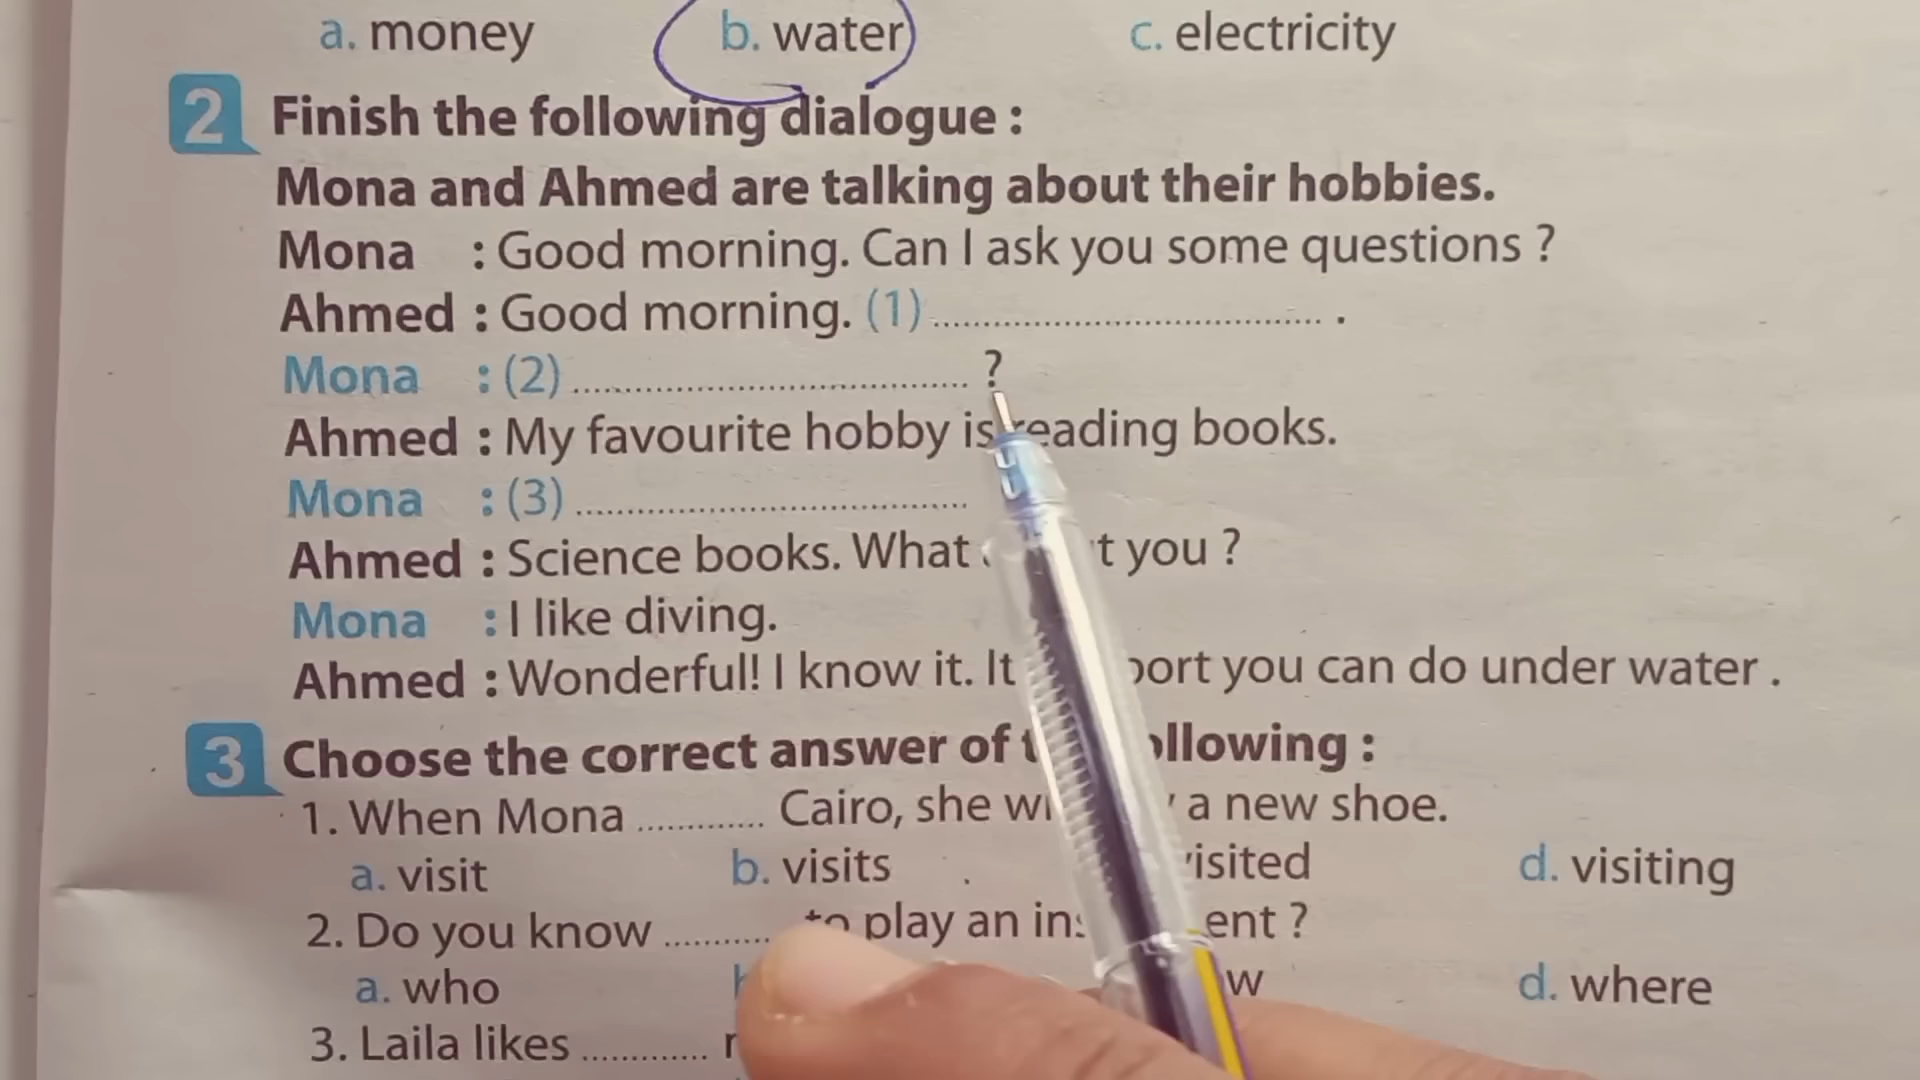 a. money b. water c. electricity
2 Finish the following dialogue :
Mona and Ahmed are talking about their hobbies.
Mona : Good morning. Can I ask you some questions ?
Ahmed : Good morning. (1) .......................................... .
Mona : (2) .......................................... ?
Ahmed : My favourite hobby is reading books.
Mona : (3) ..........................................
Ahmed : Science books. What you ?
Mona : I like diving.
Ahmed : Wonderful! I know it. It you can do under water .
3 Choose the correct answer of following :
1. When Mona ............. Cairo, she a new shoe.
a. visit b. visits visited d. visiting
2. Do you know ............ to play an ?
a. who d. where
3. Laila likes .............